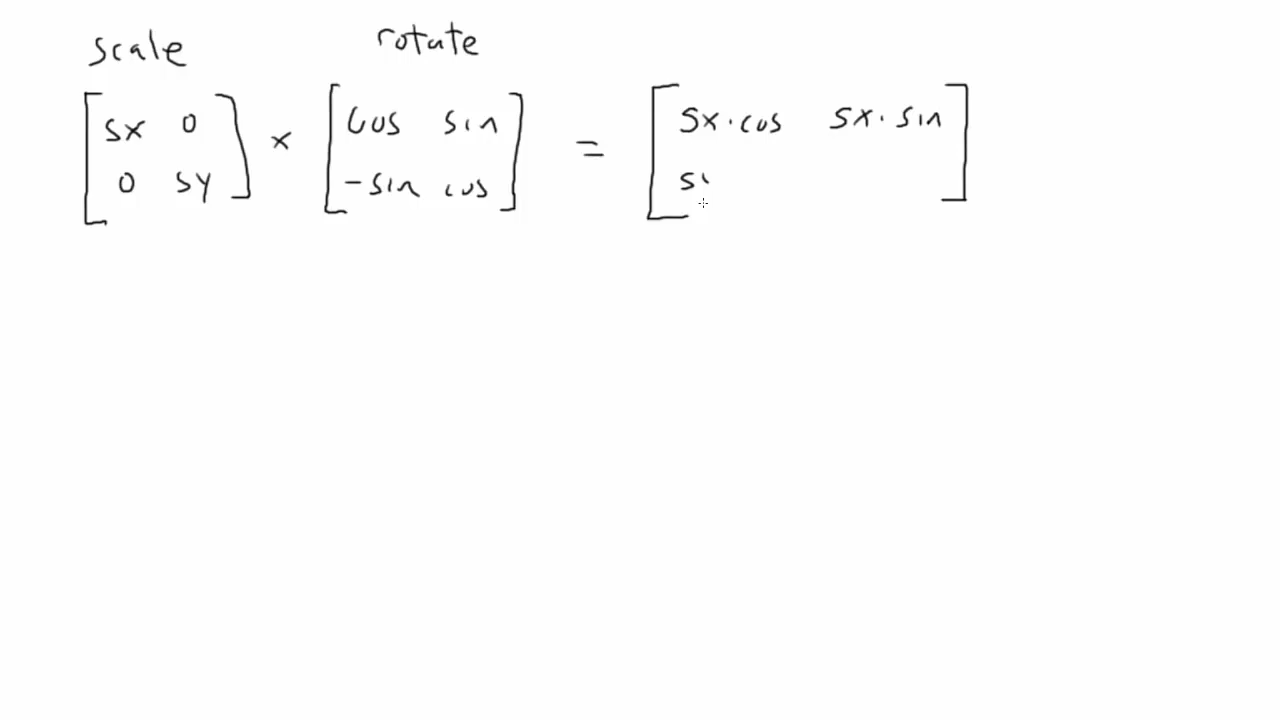 scale rotate
[sx 0] × [cos sin] = [sx·cos sx·sin]
[0 sy] [-sin cos] [s